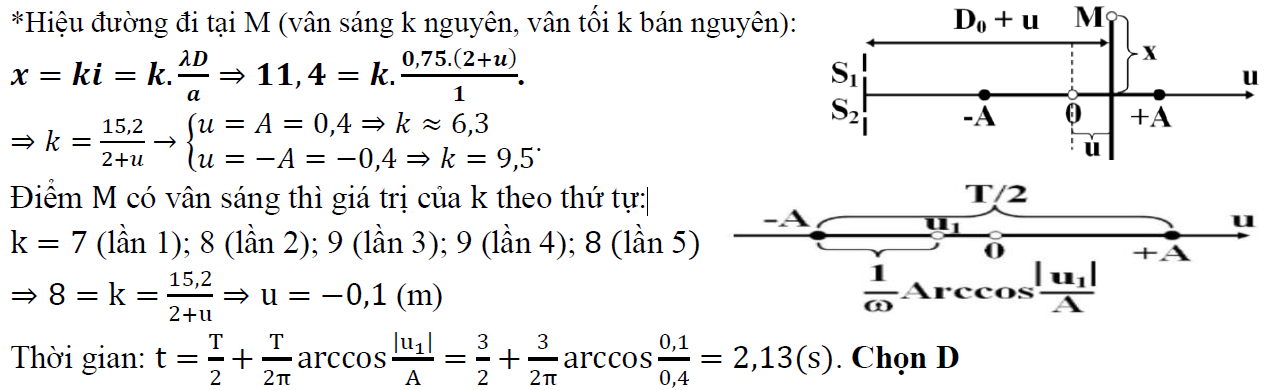 *Hiệu đường đi tại M (vân sáng k nguyên, vân tối k bán nguyên):
x = ki = k.λD/a ⇒ 11,4 = k.0,75.(2+u)/1.
⇒ k = 15,2/2+u → {u = A = 0,4 ⇒ k ≈ 6,3
u = −A = −0,4 ⇒ k = 9,5.
Điểm M có vân sáng thì giá trị của k theo thứ tự:
k = 7 (lần 1); 8 (lần 2); 9 (lần 3); 9 (lần 4); 8 (lần 5)
⇒ 8 = k = 15,2/2+u ⇒ u = −0,1 (m)
Thời gian: t = T/2 + T/2π arccos |u₁|/A = 3/2 + 3/2π arccos 0,1/0,4 = 2,13(s). Chọn D
D₀ + u
M
x
S₁
S₂
u
-A
0
+A
u
T/2
-A
u₁
0
+A
u
1/ω Arccos |u₁|/A